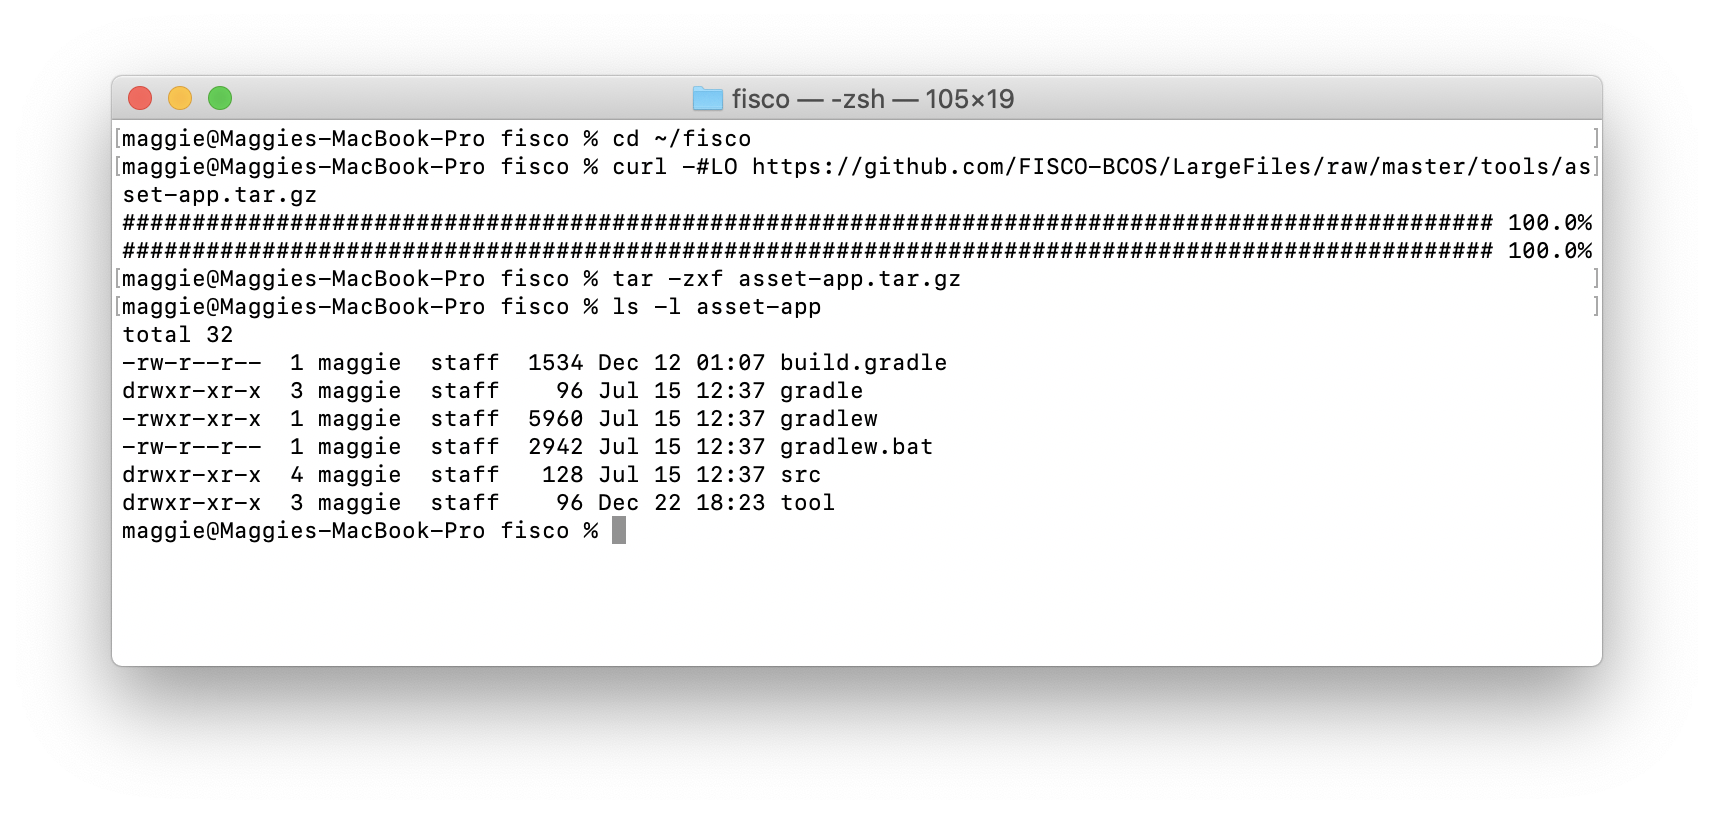 fisco — -zsh — 105×19
[maggie@Maggies-MacBook-Pro fisco % cd ~/fisco ]
[maggie@Maggies-MacBook-Pro fisco % curl -#LO https://github.com/FISCO-BCOS/LargeFiles/raw/master/tools/as]
set-app.tar.gz
################################################################################################## 100.0%
################################################################################################## 100.0%
[maggie@Maggies-MacBook-Pro fisco % tar -zxf asset-app.tar.gz ]
[maggie@Maggies-MacBook-Pro fisco % ls -l asset-app ]
total 32
-rw-r--r--  1 maggie  staff  1534 Dec 12 01:07 build.gradle
drwxr-xr-x  3 maggie  staff    96 Jul 15 12:37 gradle
-rwxr-xr-x  1 maggie  staff  5960 Jul 15 12:37 gradlew
-rw-r--r--  1 maggie  staff  2942 Jul 15 12:37 gradlew.bat
drwxr-xr-x  4 maggie  staff   128 Jul 15 12:37 src
drwxr-xr-x  3 maggie  staff    96 Dec 22 18:23 tool
maggie@Maggies-MacBook-Pro fisco %